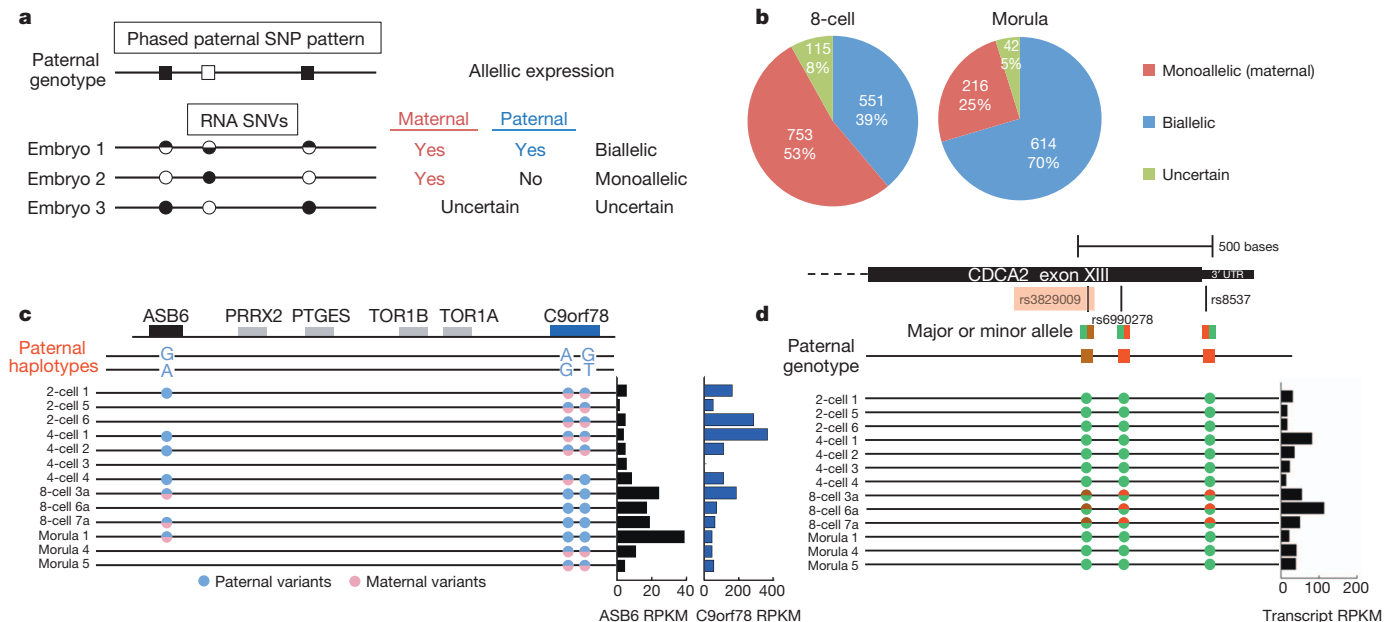 a
Phased paternal SNP pattern
Paternal
genotype
Allellic expression
RNA SNVs
Maternal
Paternal
Embryo 1
Yes
Yes
Biallelic
Embryo 2
Yes
No
Monoallelic
Embryo 3
Uncertain
Uncertain
b
8-cell
Morula
115
8%
551
39%
753
53%
42
5%
216
25%
614
70%
Monoallelic (maternal)
Biallelic
Uncertain
c
ASB6
PRRX2
PTGES
TOR1B
TOR1A
C9orf78
Paternal
haplotypes
G
A
A G
G T
2-cell 1
2-cell 5
2-cell 6
4-cell 1
4-cell 2
4-cell 3
4-cell 4
8-cell 3a
8-cell 6a
8-cell 7a
Morula 1
Morula 4
Morula 5
Paternal variants
Maternal variants
0 20 40
ASB6 RPKM
0 200 400
C9orf78 RPKM
500 bases
CDCA2 exon XIII
3′ UTR
rs3829009
rs6990278
rs8537
d
Major or minor allele
Paternal
genotype
2-cell 1
2-cell 5
2-cell 6
4-cell 1
4-cell 2
4-cell 3
4-cell 4
8-cell 3a
8-cell 6a
8-cell 7a
Morula 1
Morula 4
Morula 5
0 100 200
Transcript RPKM